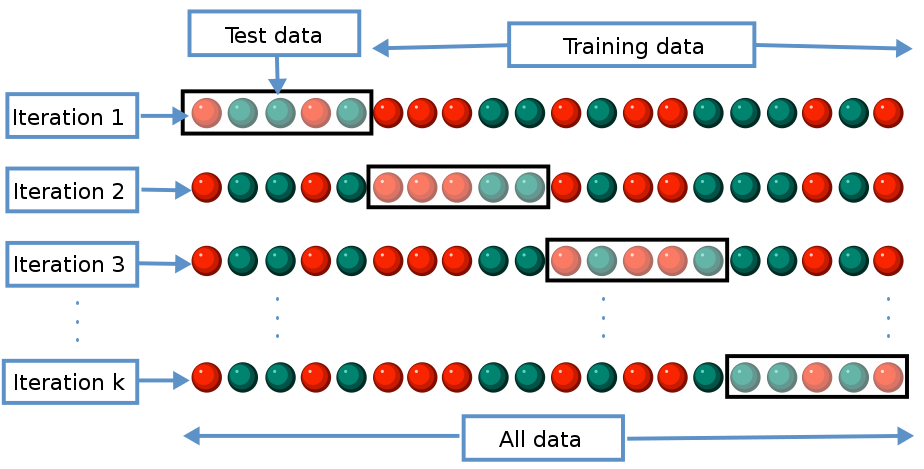 Test data
Training data
Iteration 1
Iteration 2
Iteration 3
Iteration k
All data